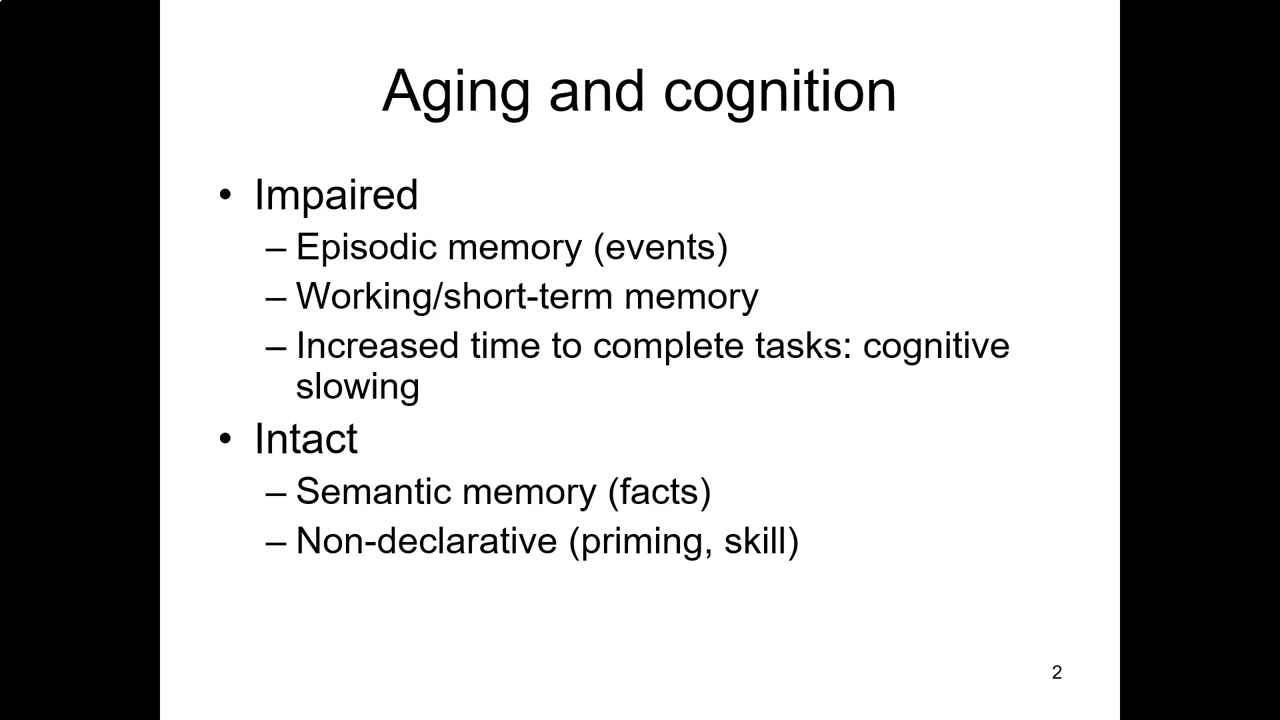 Aging and cognition
• Impaired
– Episodic memory (events)
– Working/short-term memory
– Increased time to complete tasks: cognitive
slowing
• Intact
– Semantic memory (facts)
– Non-declarative (priming, skill)
2